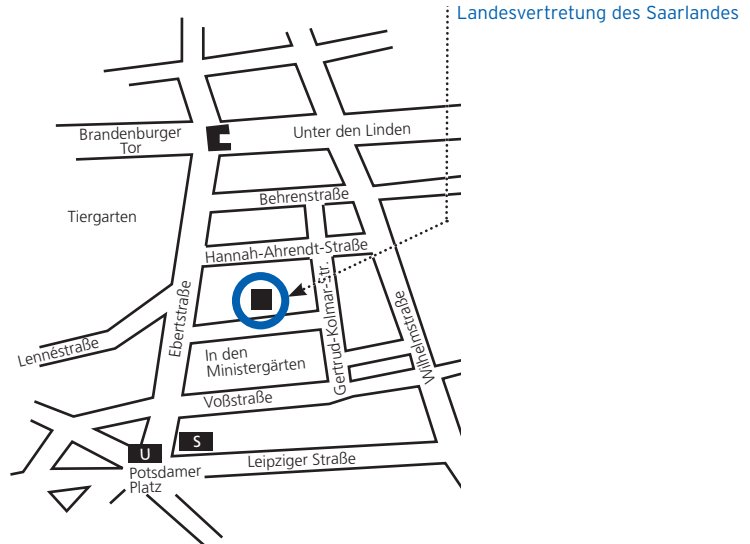 Landesvertretung des Saarlandes
Brandenburger
Tor
Unter den Linden
Behrenstraße
Tiergarten
Hannah-Ahrendt-Straße
Gertrud-Kolmar-Str.
Ebertstraße
Wilhelmstraße
Lennéstraße
In den
Ministergärten
Voßstraße
S
U
Leipziger Straße
Potsdamer
Platz